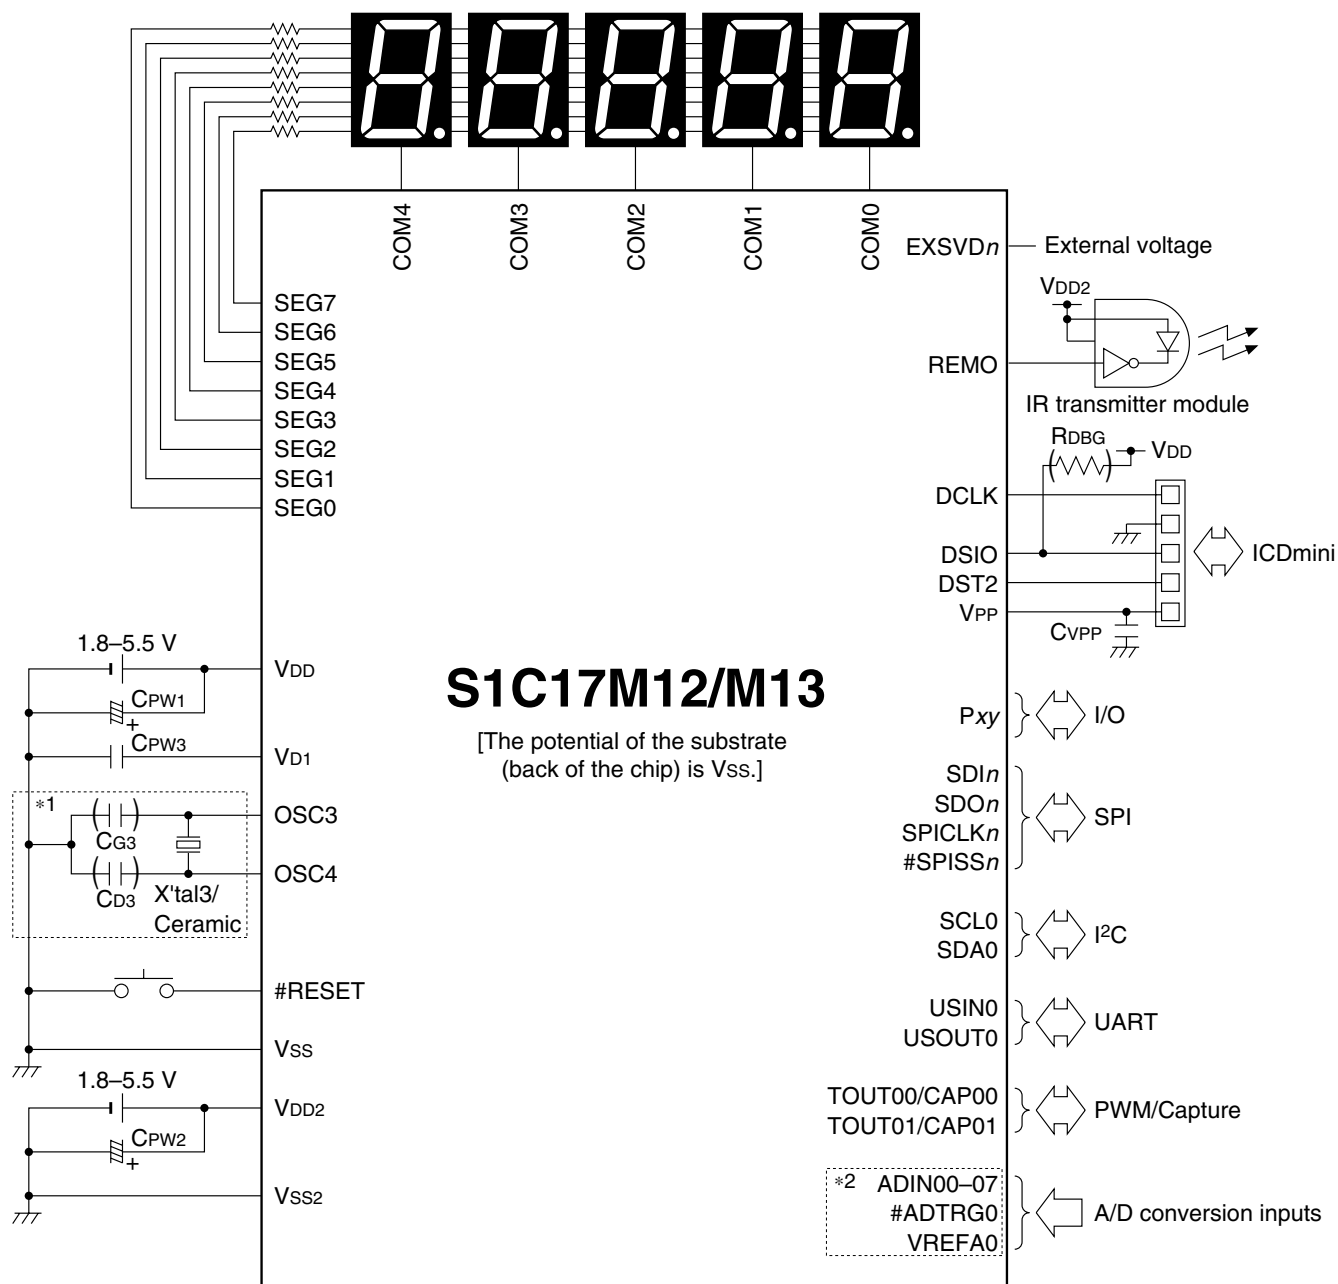 COM4
COM3
COM2
COM1
COM0
EXSVDn
External voltage
SEG7
SEG6
SEG5
SEG4
SEG3
SEG2
SEG1
SEG0
VDD2
REMO
IR transmitter module
RDBG
VDD
DCLK
DSIO
DST2
VPP
CVPP
ICDmini
1.8–5.5 V
VDD
CPW1
CPW3
VD1
*1
OSC3
CG3
OSC4
CD3
X'tal3/
Ceramic
#RESET
VSS
1.8–5.5 V
VDD2
CPW2
VSS2
S1C17M12/M13
[The potential of the substrate
(back of the chip) is VSS.]
Pxy
I/O
SDIn
SDOn
SPICLKn
#SPISSn
SPI
SCL0
SDA0
I²C
USIN0
USOUT0
UART
TOUT00/CAP00
TOUT01/CAP01
PWM/Capture
*2
ADIN00–07
#ADTRG0
VREFA0
A/D conversion inputs